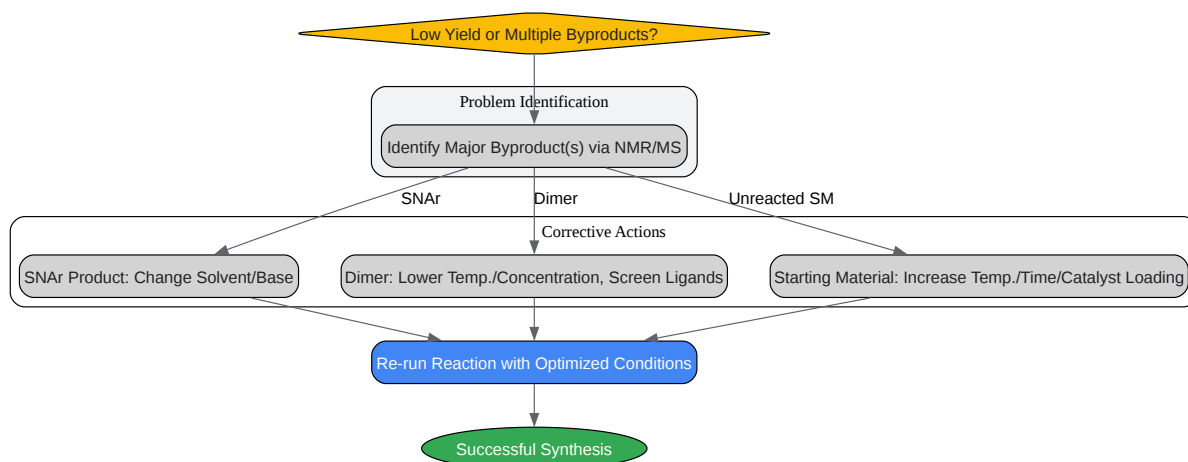 Low Yield or Multiple Byproducts?
Problem Identification
Identify Major Byproduct(s) via NMR/MS
SNAr
Dimer
Unreacted SM
Corrective Actions
SNAr Product: Change Solvent/Base
Dimer: Lower Temp./Concentration, Screen Ligands
Starting Material: Increase Temp./Time/Catalyst Loading
Re-run Reaction with Optimized Conditions
Successful Synthesis